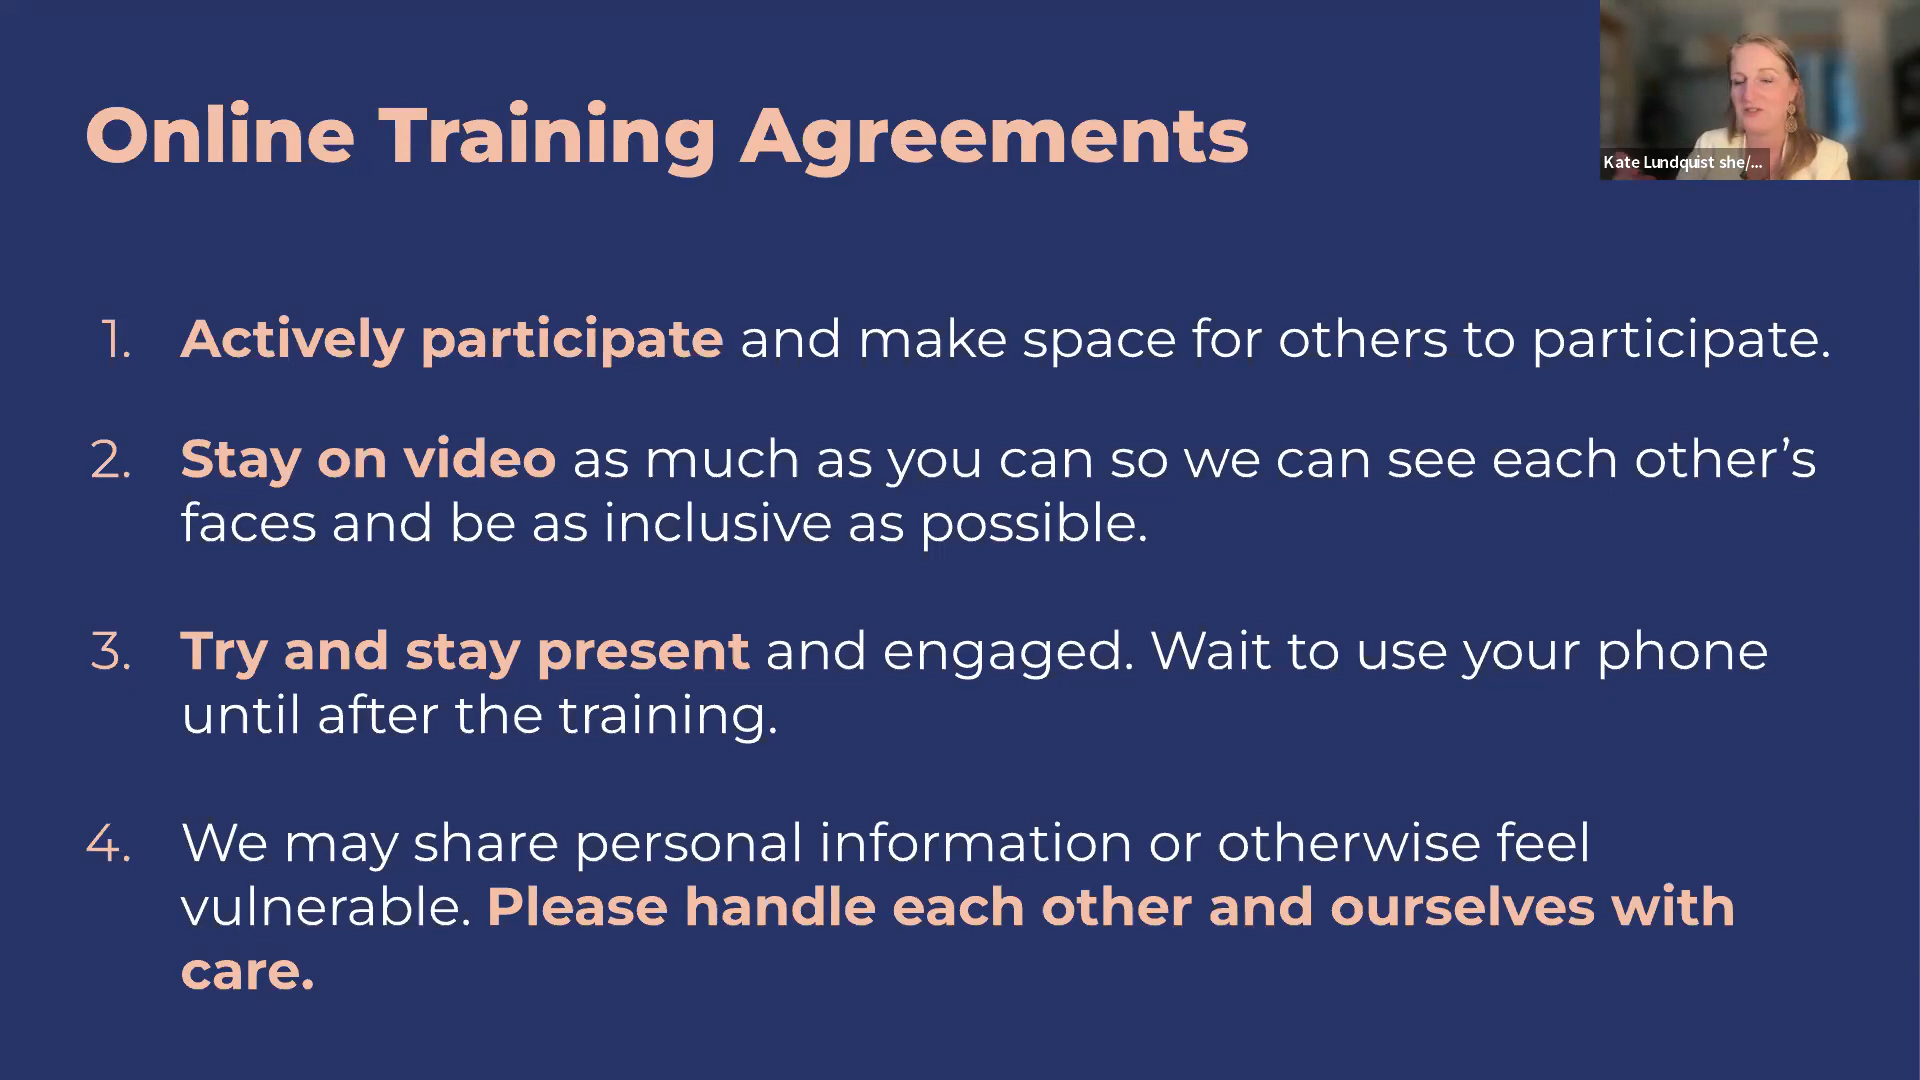 Online Training Agreements
Kate Lundquist she/...
1. Actively participate and make space for others to participate.
2. Stay on video as much as you can so we can see each other’s
faces and be as inclusive as possible.
3. Try and stay present and engaged. Wait to use your phone
until after the training.
4. We may share personal information or otherwise feel
vulnerable. Please handle each other and ourselves with
care.